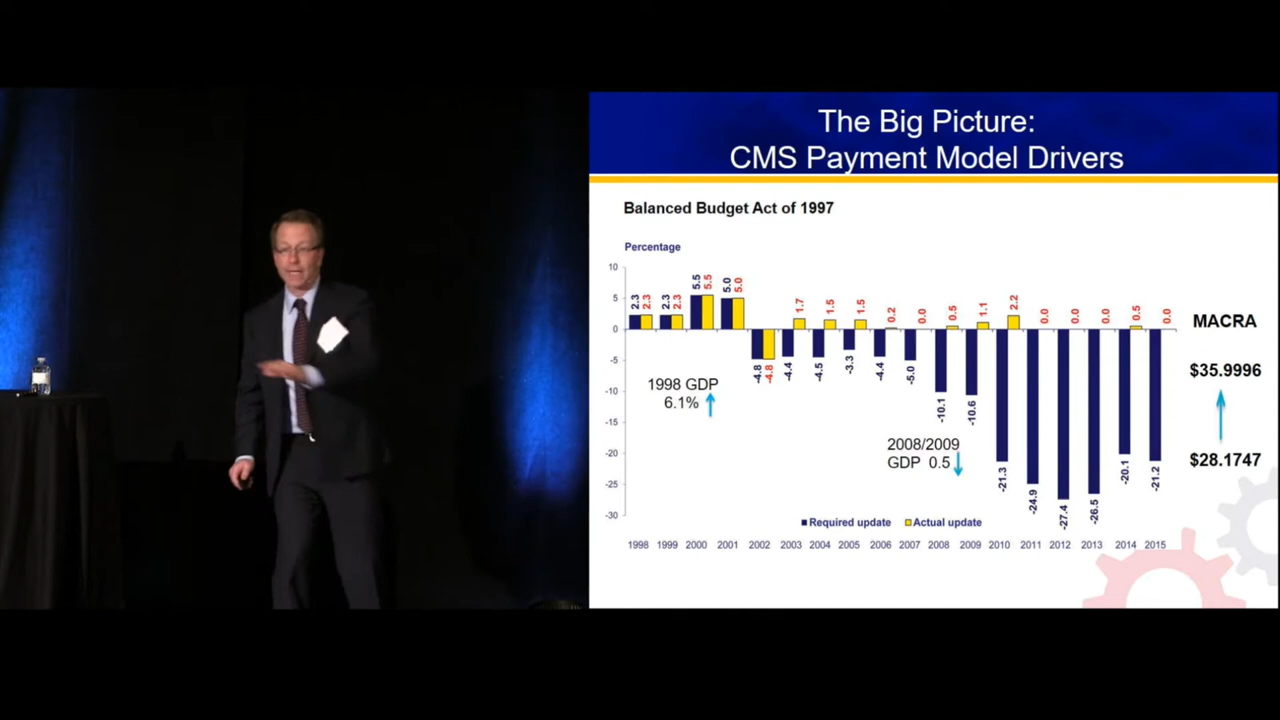 The Big Picture:
CMS Payment Model Drivers
Balanced Budget Act of 1997
Percentage
10
5
0
-5
-10
-15
-20
-25
-30
2.3 2.3 2.3 2.3 5.5 5.5 5.0 5.0 -4.8 -4.8 -4.4 1.7 -4.5 1.5 -3.3 1.5 -4.4 0.2 -5.0 0.0 -10.1 0.5 -10.6 1.1 -21.3 2.2 -24.9 0.0 -27.4 0.0 -26.5 0.0 -20.1 0.5 -21.2 0.0
1998 GDP
6.1%
2008/2009
GDP 0.5
Required update Actual update
1998 1999 2000 2001 2002 2003 2004 2005 2006 2007 2008 2009 2010 2011 2012 2013 2014 2015
MACRA
$35.9996
$28.1747